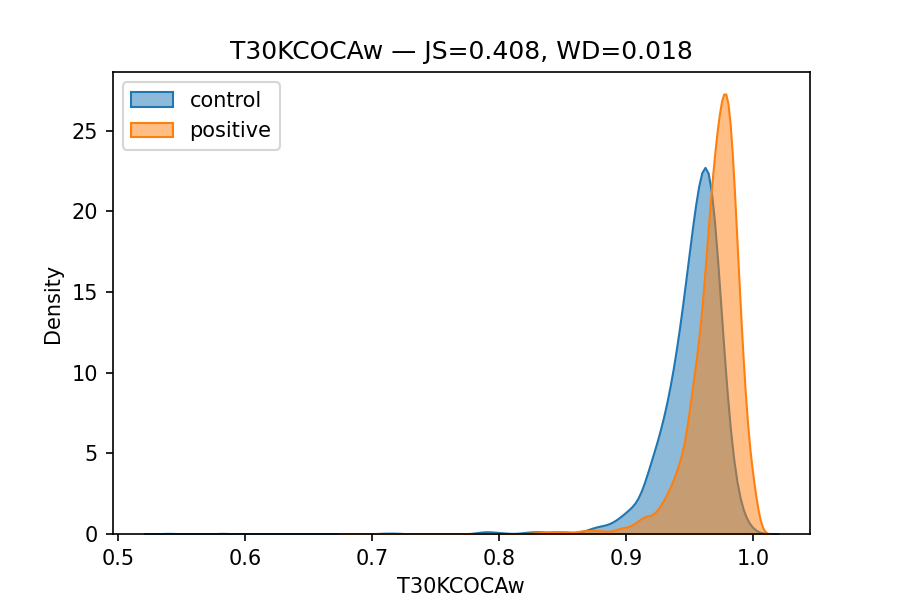 T30KCOCAw — JS=0.408, WD=0.018
control
positive
Density
25
20
15
10
5
0
0.5 0.6 0.7 0.8 0.9 1.0
T30KCOCAw